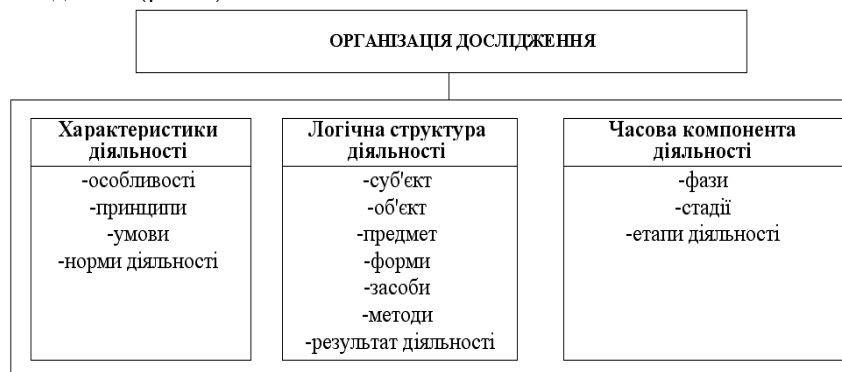 ОРГАНІЗАЦІЯ ДОСЛІДЖЕННЯ
Характеристики
діяльності
-особливості
-принципи
-умови
-норми діяльності
Логічна структура
діяльності
-суб'єкт
-об'єкт
-предмет
-форми
-засоби
-методи
-результат діяльності
Часова компонента
діяльності
-фази
-стадії
-етапи діяльності